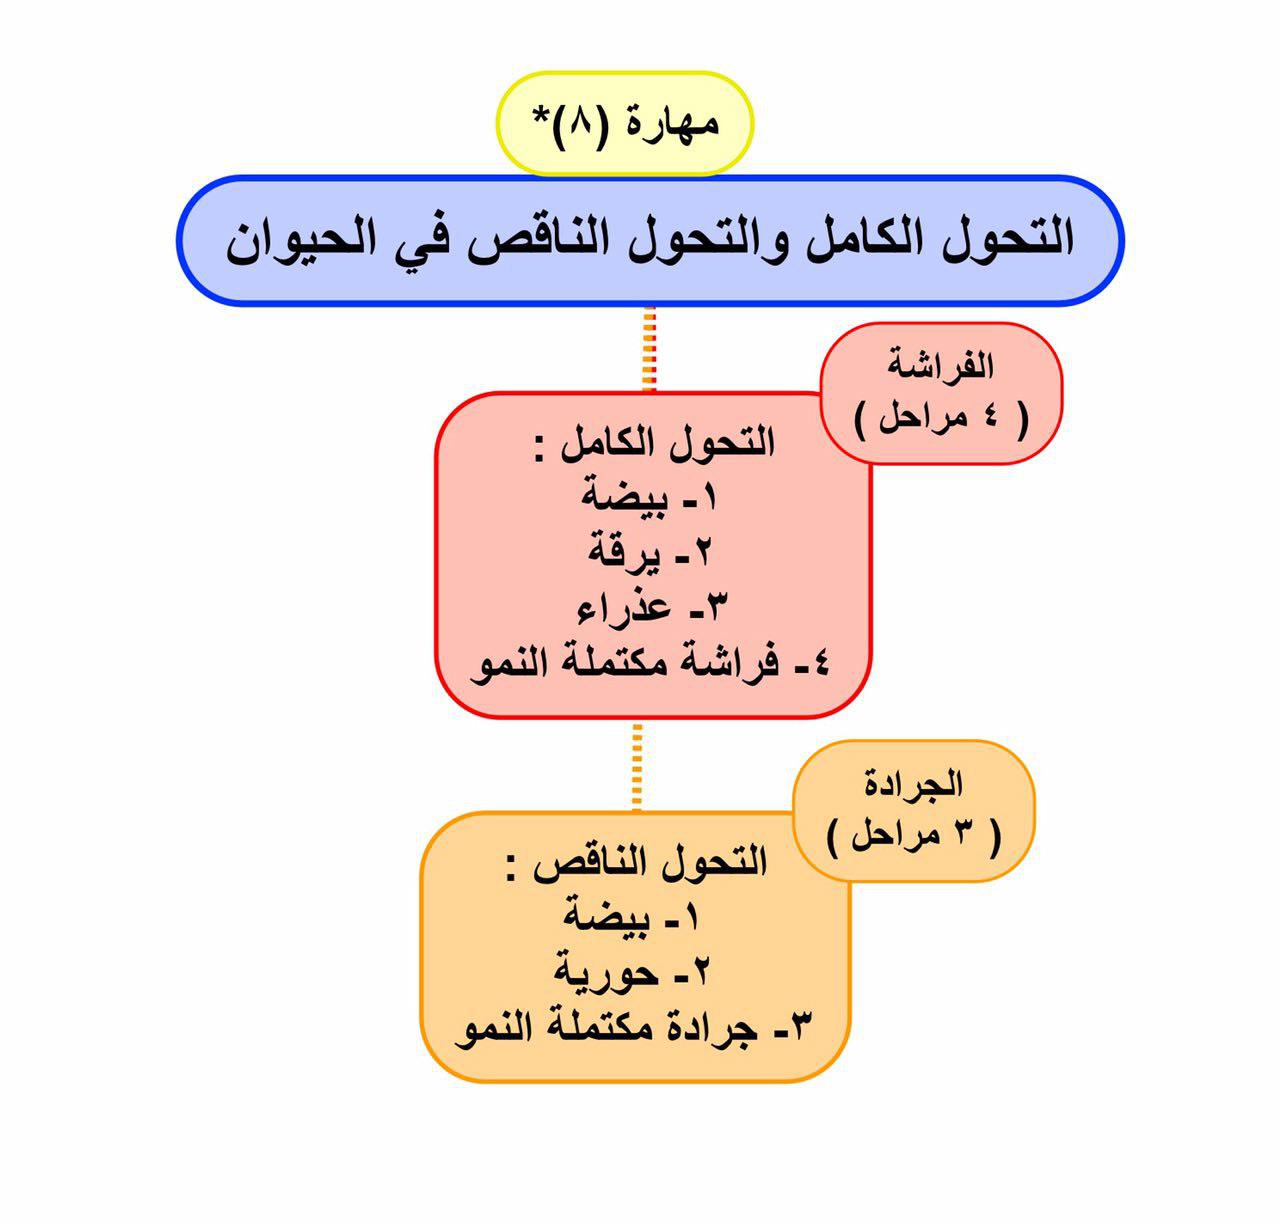 مهارة (٨)*
التحول الكامل والتحول الناقص في الحيوان
الفراشة
( ٤ مراحل )
التحول الكامل :
١- بيضة
٢- يرقة
٣- عذراء
٤- فراشة مكتملة النمو
الجرادة
( ٣ مراحل )
التحول الناقص :
١- بيضة
٢- حورية
٣- جرادة مكتملة النمو